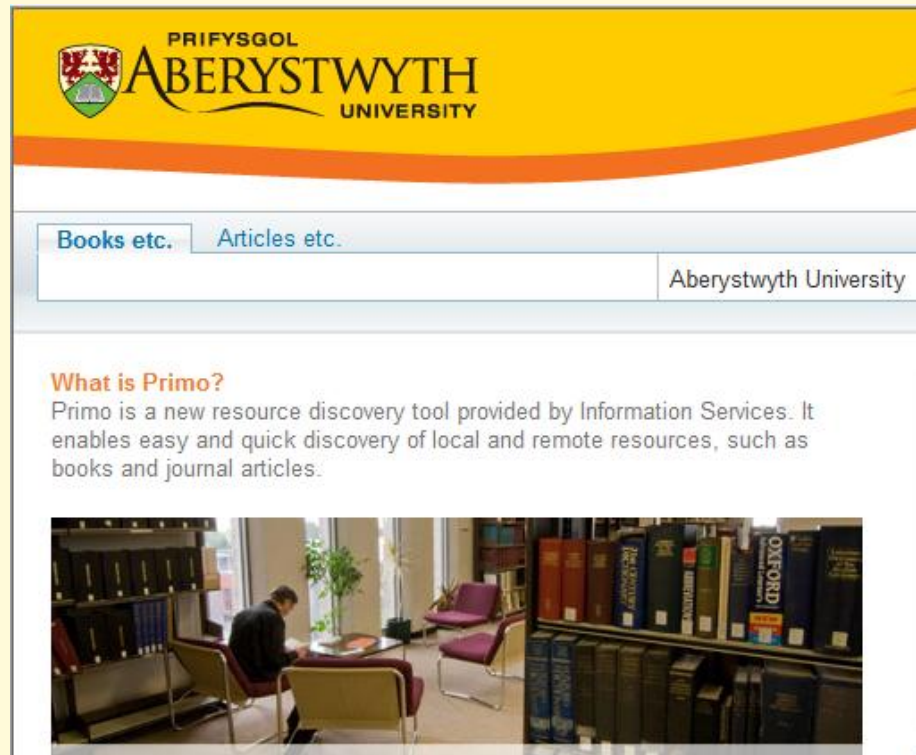 PRIFYSGOL
ABERYSTWYTH
UNIVERSITY
Books etc. Articles etc.
Aberystwyth University
What is Primo?
Primo is a new resource discovery tool provided by Information Services. It
enables easy and quick discovery of local and remote resources, such as
books and journal articles.
OXFORD